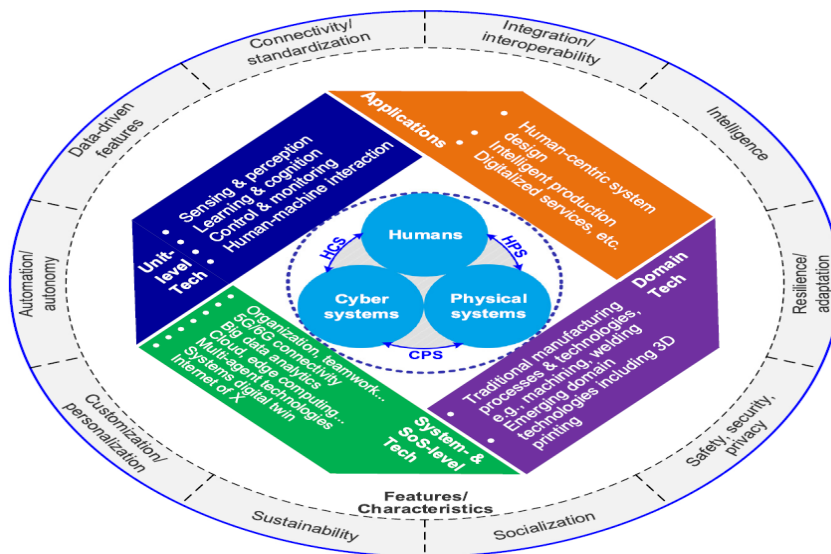 Connectivity/
standardization
Integration/
interoperability
Data-driven
features
Intelligence
Automation/
autonomy
Resilience/
adaptation
Customization/
personalization
Safety, security,
privacy
Sustainability
Socialization
Features/
Characteristics
Unit-
level
Tech
• Sensing & perception
• Learning & cognition
• Control & monitoring
• Human-machine interaction
Applications
• Human-centric system
design
• Intelligent production
• Digitalized services, etc.
Humans
HCS
HPS
Cyber
systems
Physical
systems
CPS
Domain
Tech
• Traditional manufacturing
processes & technologies,
e.g., machining, welding
• Emerging domain
technologies including 3D
printing
System- &
SoS-level
Tech
• Organization, teamwork...
• 5G/6G connectivity
• Big data analytics
• Cloud, edge computing...
• Multi-agent technologies
• Systems digital twin
• Internet of X